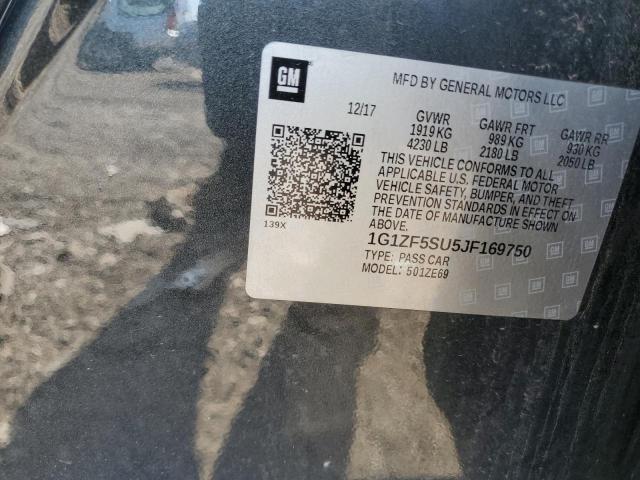 GM
MFD BY GENERAL MOTORS LLC
12/17
GVWR GAWR FRT GAWR RR
1919 KG 989 KG 930 KG
4230 LB 2180 LB 2050 LB
THIS VEHICLE CONFORMS TO ALL
APPLICABLE U.S. FEDERAL MOTOR
VEHICLE SAFETY, BUMPER, AND THEFT
PREVENTION STANDARDS IN EFFECT ON
THE DATE OF MANUFACTURE SHOWN
ABOVE.
139X
1G1ZF5SU5JF169750
TYPE: PASS CAR
MODEL: 501ZE69